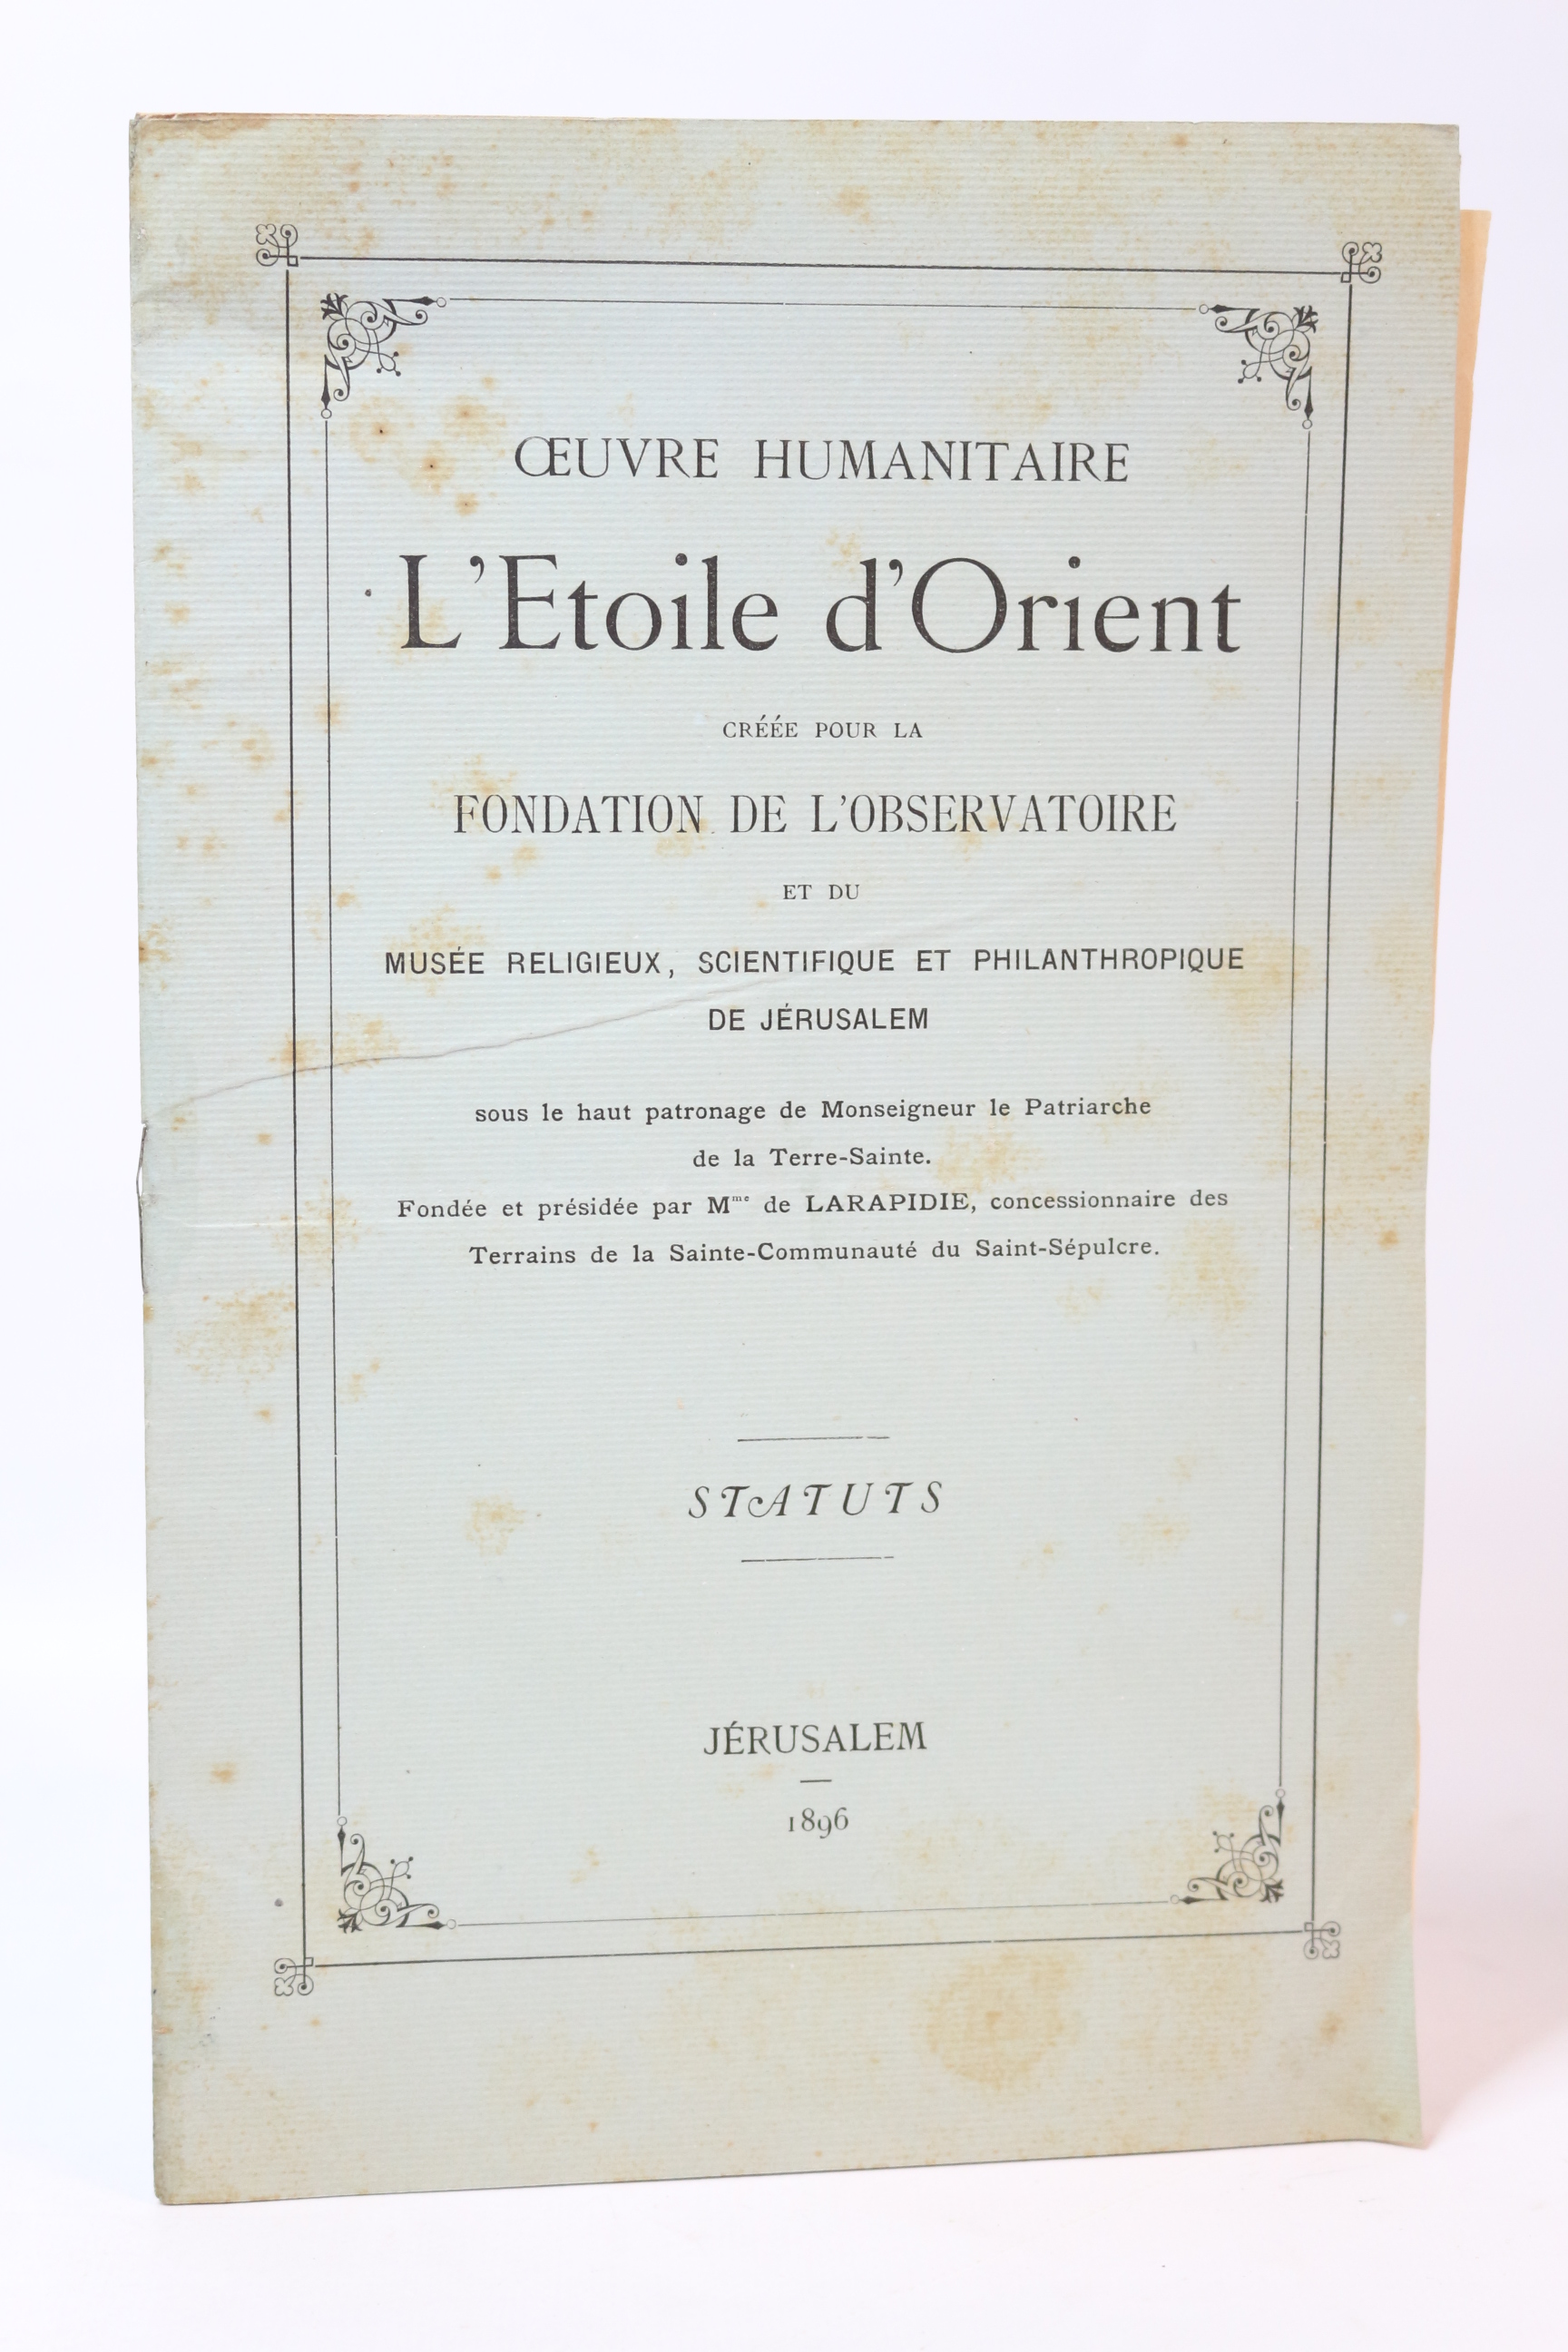 ŒUVRE HUMANITAIRE
L'Etoile d'Orient
CRÉÉE POUR LA
FONDATION DE L'OBSERVATOIRE
ET DU
MUSÉE RELIGIEUX, SCIENTIFIQUE ET PHILANTHROPIQUE
DE JÉRUSALEM
sous le haut patronage de Monseigneur le Patriarche
de la Terre-Sainte.
Fondée et présidée par Mme de LARAPIDIE, concessionnaire des
Terrains de la Sainte-Communauté du Saint-Sépulcre.
STATUTS
JÉRUSALEM
1896